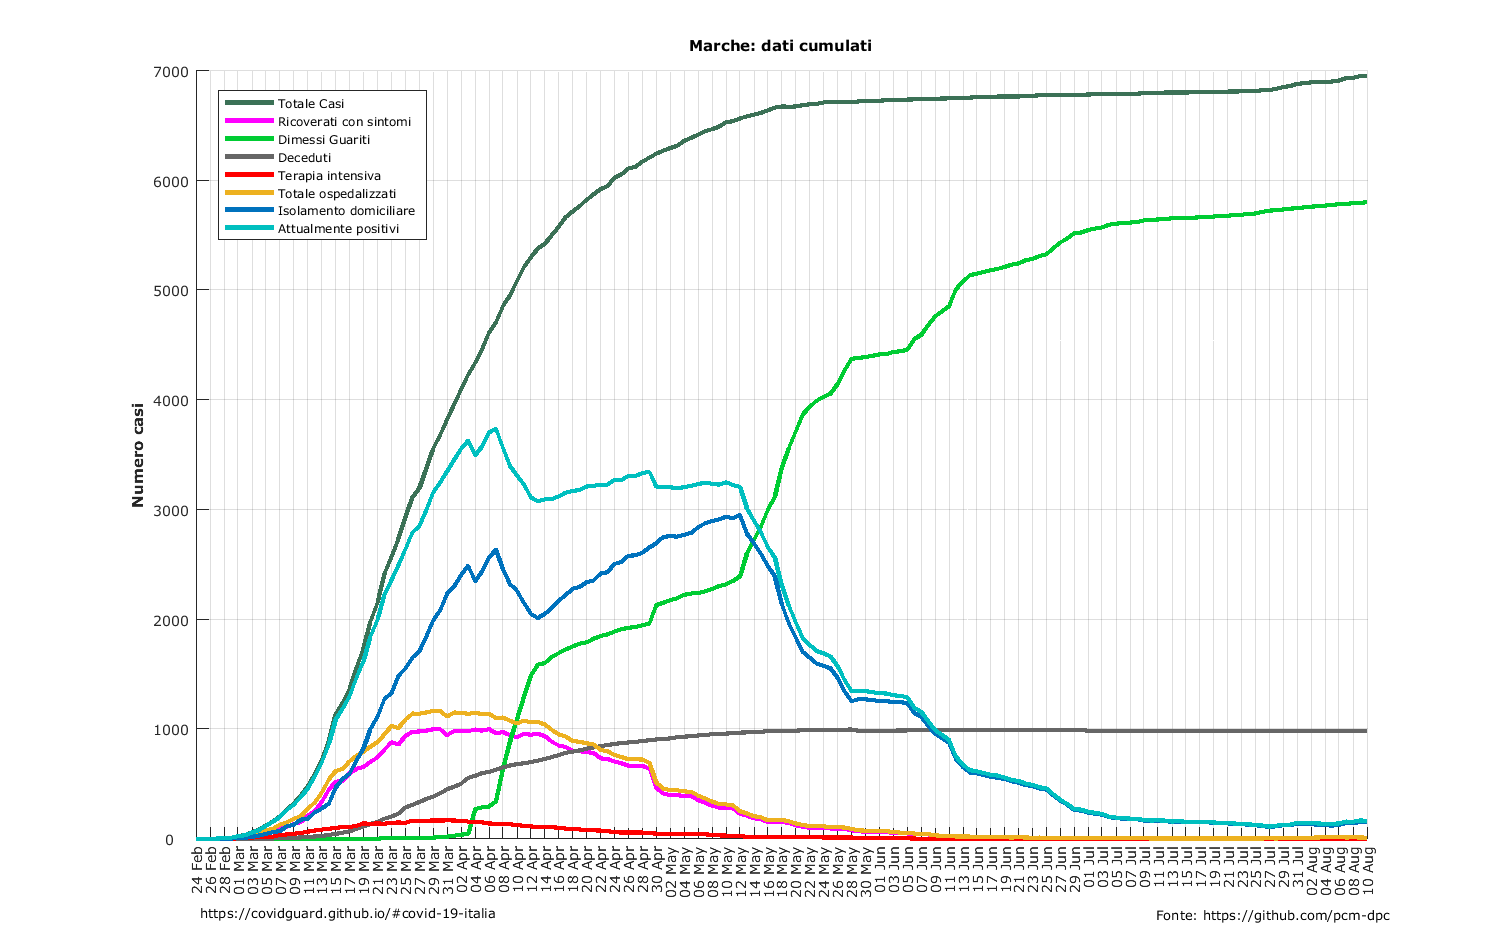 Marche: dati cumulati
Numero casi
7000
6000
5000
4000
3000
2000
1000
0
Totale Casi
Ricoverati con sintomi
Dimessi Guariti
Deceduti
Terapia intensiva
Totale ospedalizzati
Isolamento domiciliare
Attualmente positivi
24 Feb
26 Feb
28 Feb
01 Mar
03 Mar
05 Mar
07 Mar
09 Mar
11 Mar
13 Mar
15 Mar
17 Mar
19 Mar
21 Mar
23 Mar
25 Mar
27 Mar
29 Mar
31 Mar
02 Apr
04 Apr
06 Apr
08 Apr
10 Apr
12 Apr
14 Apr
16 Apr
18 Apr
20 Apr
22 Apr
24 Apr
26 Apr
28 Apr
30 Apr
02 May
04 May
06 May
08 May
10 May
12 May
14 May
16 May
18 May
20 May
22 May
24 May
26 May
28 May
30 May
01 Jun
03 Jun
05 Jun
07 Jun
09 Jun
11 Jun
13 Jun
15 Jun
17 Jun
19 Jun
21 Jun
23 Jun
25 Jun
27 Jun
29 Jun
01 Jul
03 Jul
05 Jul
07 Jul
09 Jul
11 Jul
13 Jul
15 Jul
17 Jul
19 Jul
21 Jul
23 Jul
25 Jul
27 Jul
29 Jul
31 Jul
02 Aug
04 Aug
06 Aug
08 Aug
10 Aug
https://covidguard.github.io/#covid-19-italia
Fonte: https://github.com/pcm-dpc